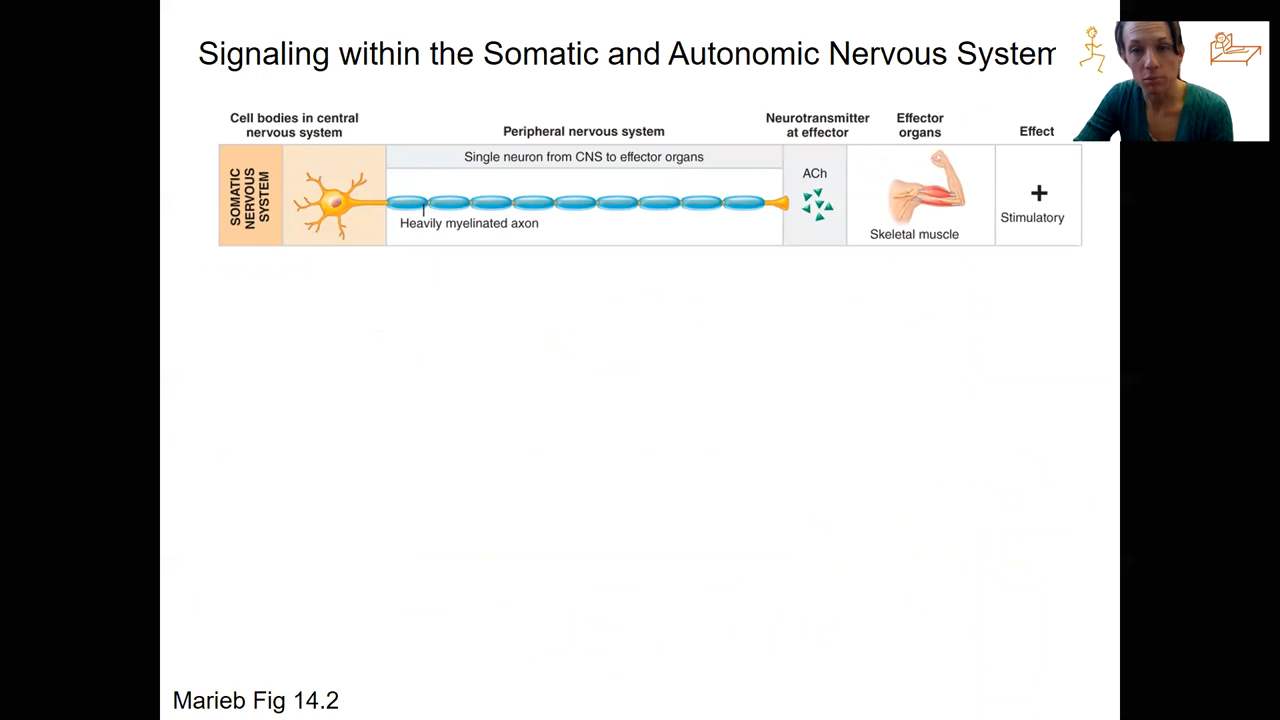 Signaling within the Somatic and Autonomic Nervous System
Cell bodies in central
nervous system
Peripheral nervous system
Neurotransmitter
at effector
Effector
organs
Effect
SOMATIC
NERVOUS
SYSTEM
Single neuron from CNS to effector organs
Heavily myelinated axon
ACh
Skeletal muscle
+
Stimulatory
Marieb Fig 14.2